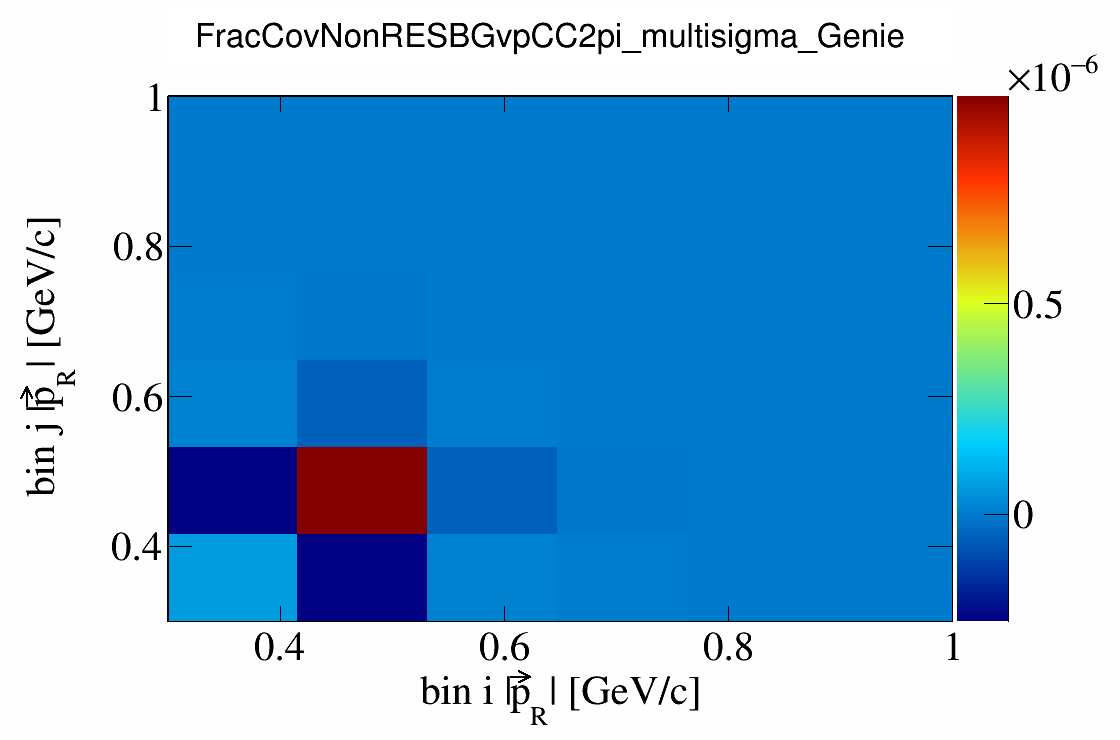 FracCovNonRESBGvpCC2pi_multisigma_Genie
×10⁻⁶
1
0.8
0.6
0.4
bin j |p⃗_R| [GeV/c]
0.5
0
0.4 0.6 0.8 1
bin i |p⃗_R| [GeV/c]